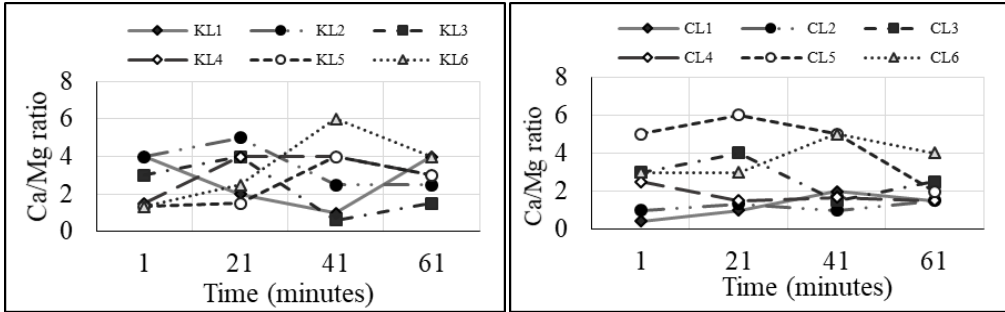 KL1 KL2 KL3
KL4 KL5 KL6
8
6
4
2
0
Ca/Mg ratio
1 21 41 61
Time (minutes)
CL1 CL2 CL3
CL4 CL5 CL6
8
6
4
2
0
Ca/Mg ratio
1 21 41 61
Time (minutes)